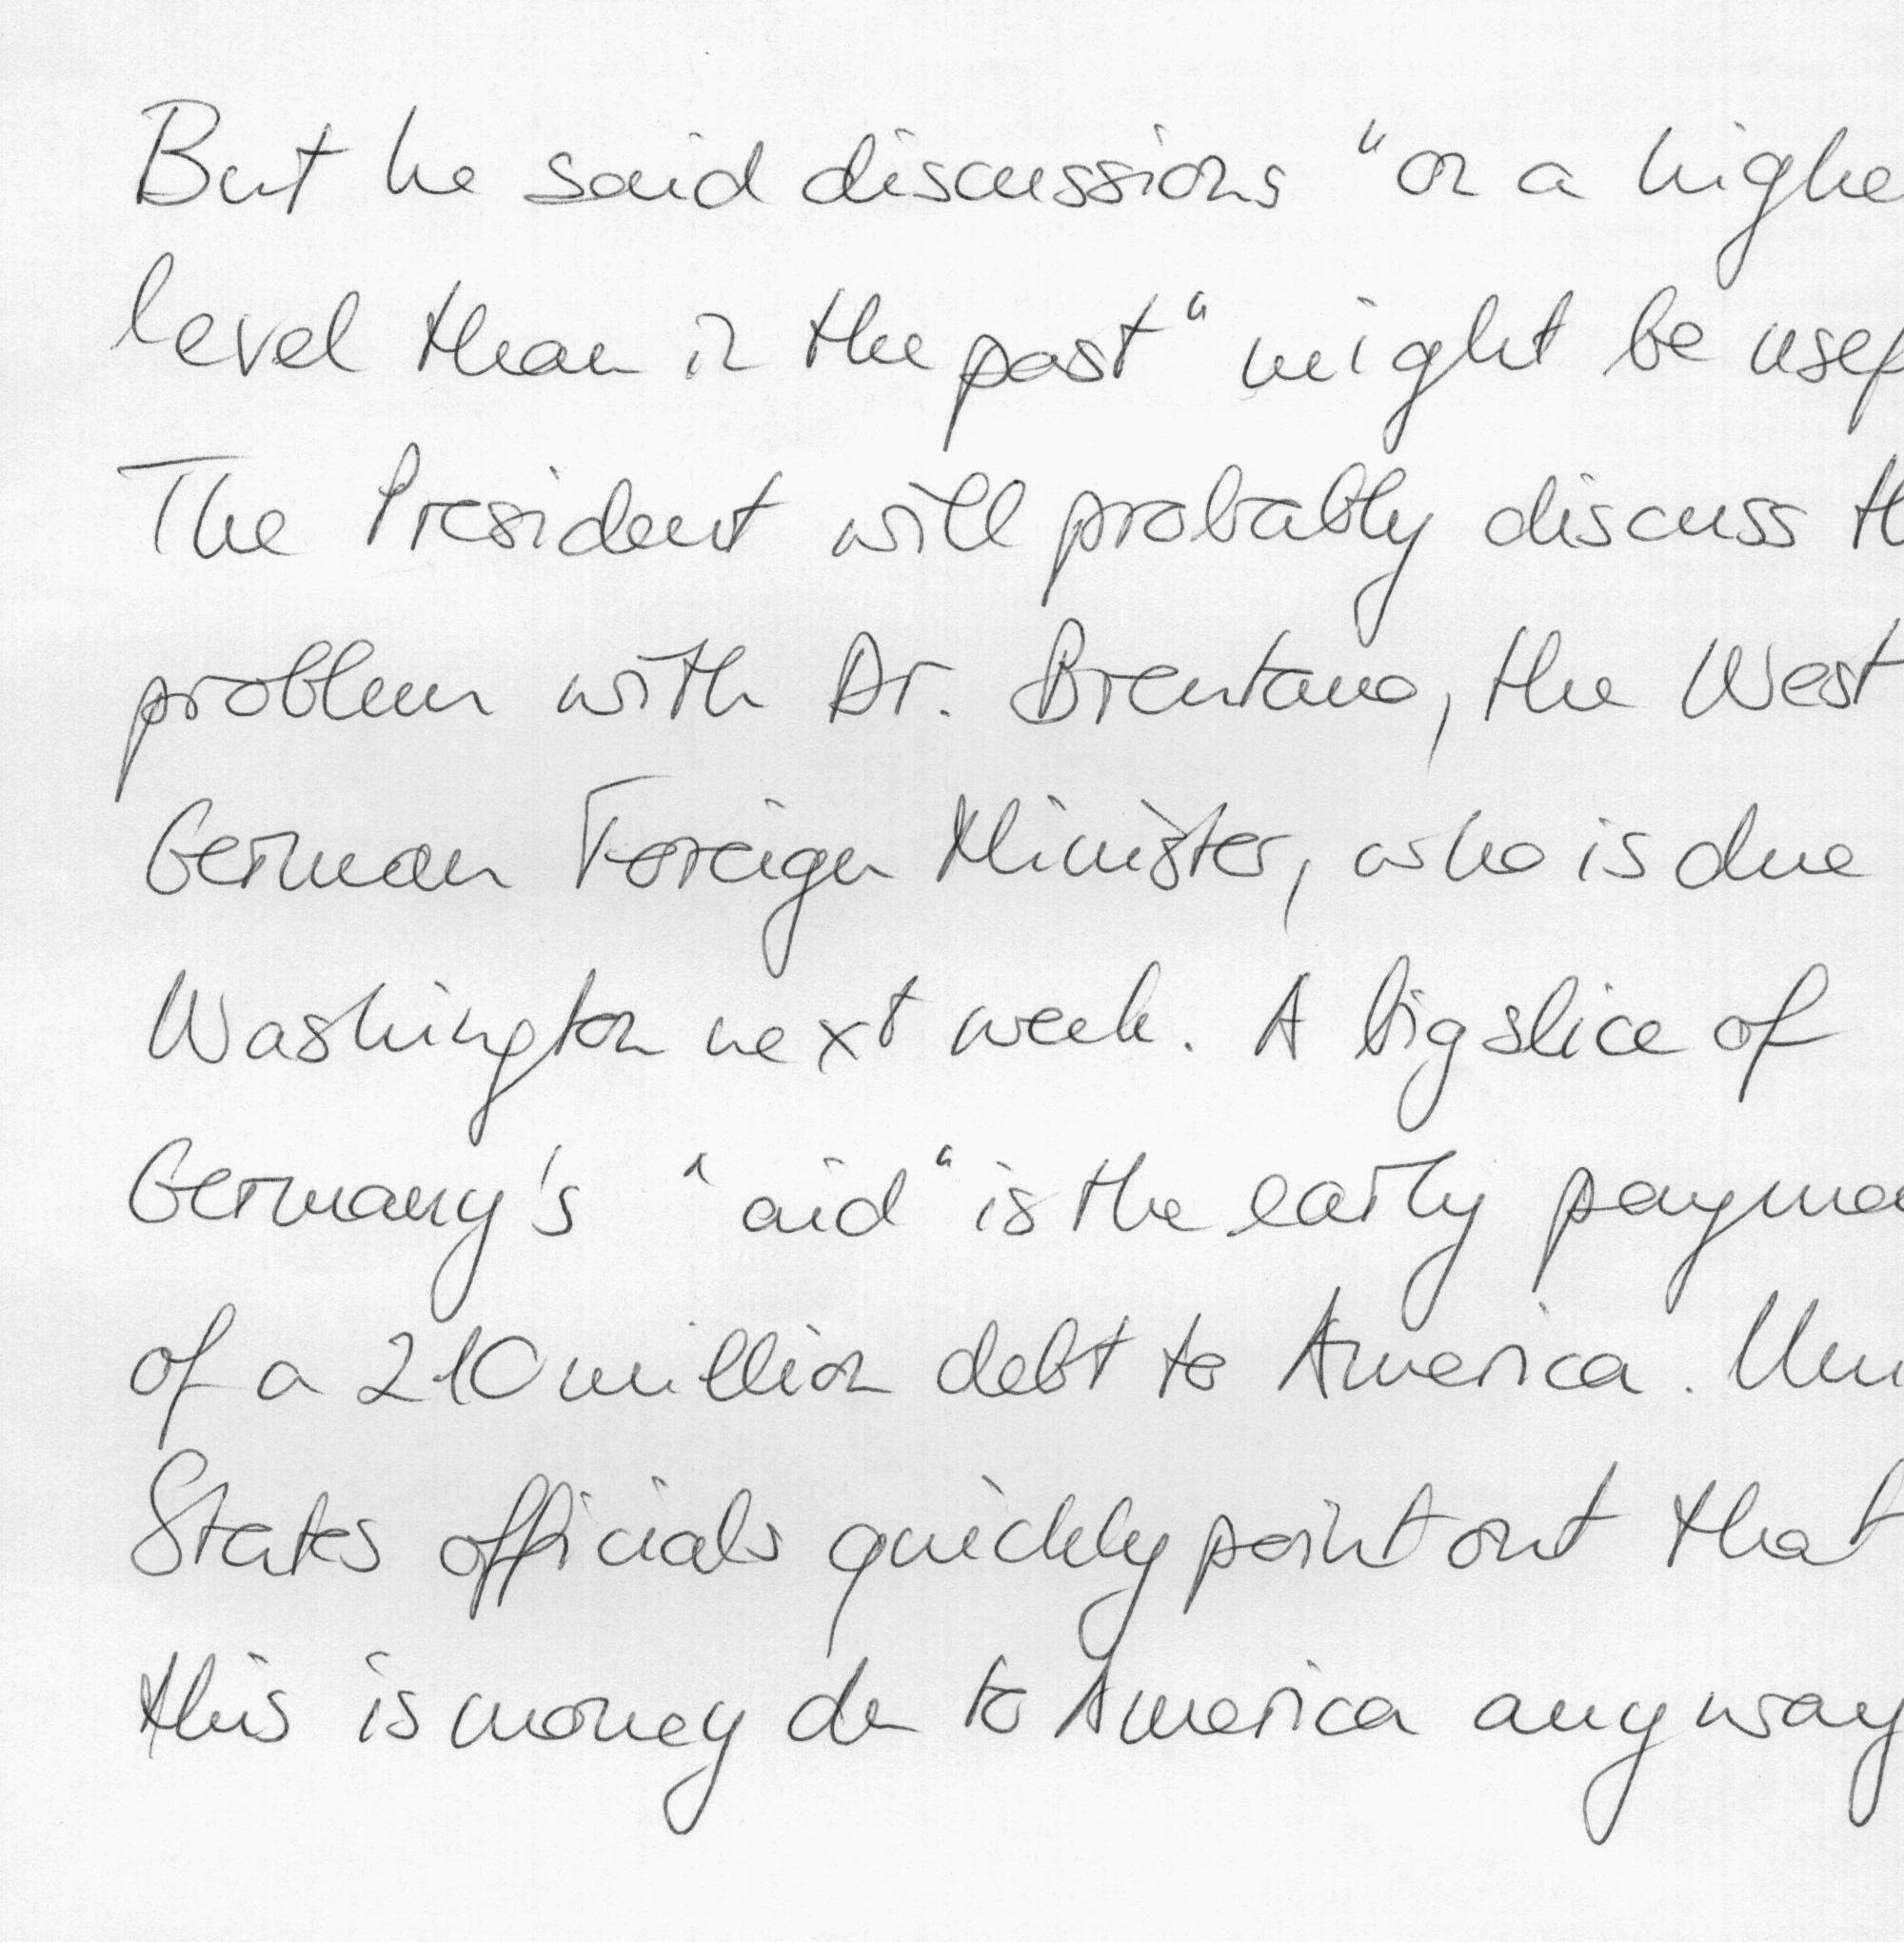 But he said discussions "on a highe
level than in the past" might be usef
The President will probably discuss th
problem with Dr. Brentano, the West
German Foreign Minister, who is due
Washington next week. A big slice of
Germany's "aid" is the early payme
of a 210 million debt to America. Uni
States officials quickly point out that
this is money du to America anyway